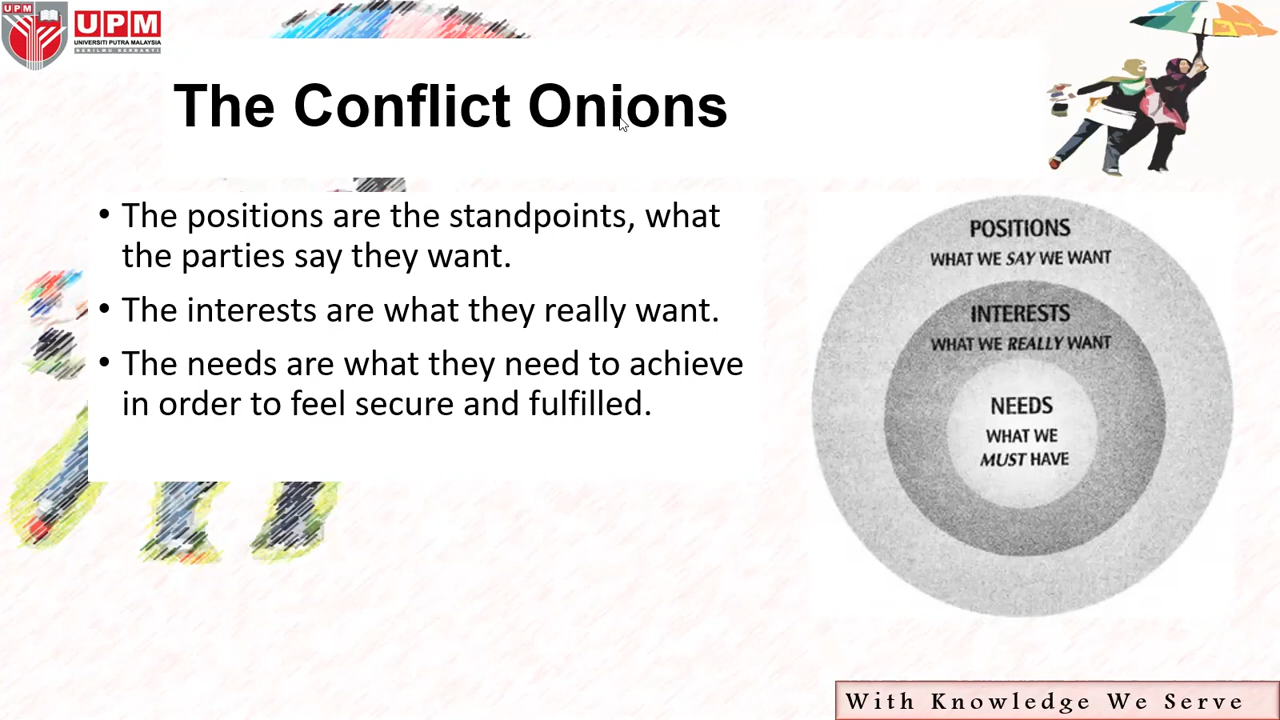 UPM
UPM
UNIVERSITI PUTRA MALAYSIA
BERILMU BERBAKTI
The Conflict Onions
• The positions are the standpoints, what
the parties say they want.
• The interests are what they really want.
• The needs are what they need to achieve
in order to feel secure and fulfilled.
POSITIONS
WHAT WE SAY WE WANT
INTERESTS
WHAT WE REALLY WANT
NEEDS
WHAT WE
MUST HAVE
With Knowledge We Serve